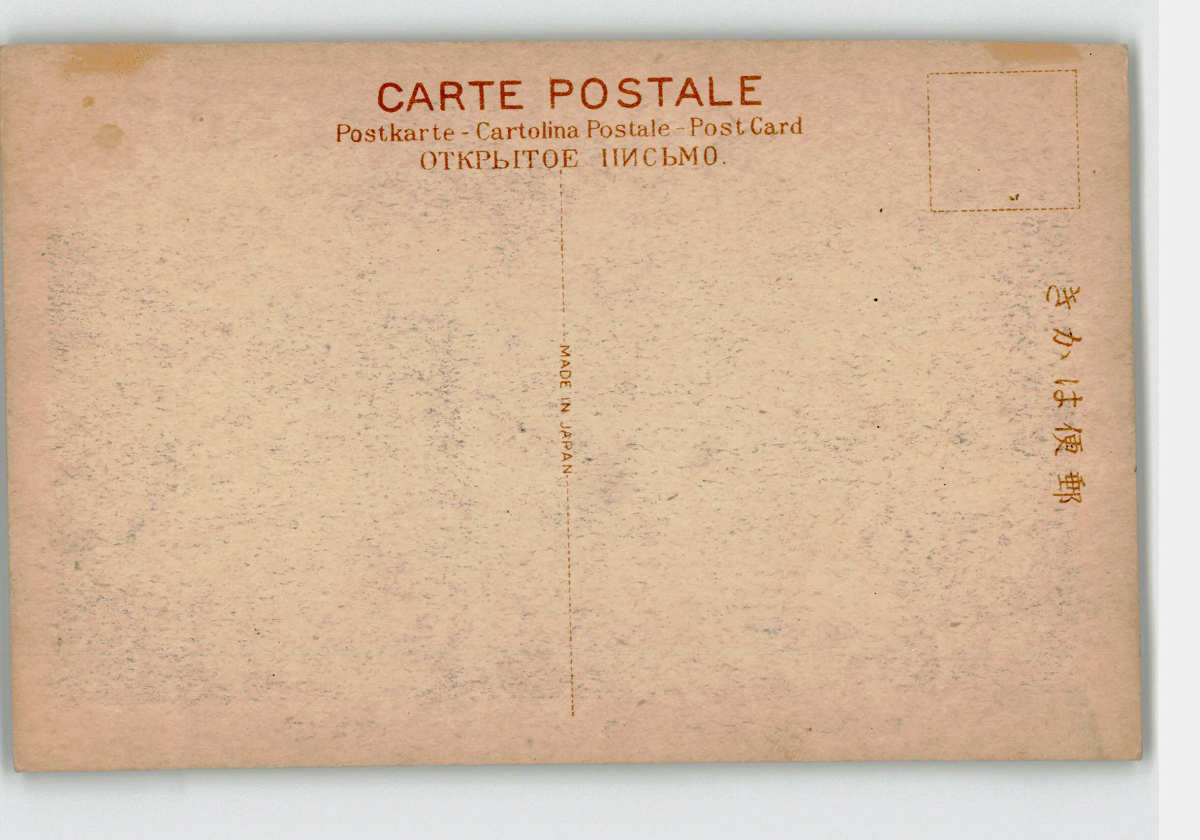 CARTE POSTALE
Postkarte - Cartolina Postale - Post Card
ОТКРЫТОЕ ПИСЬМО.
MADE IN JAPAN
きかは便郵